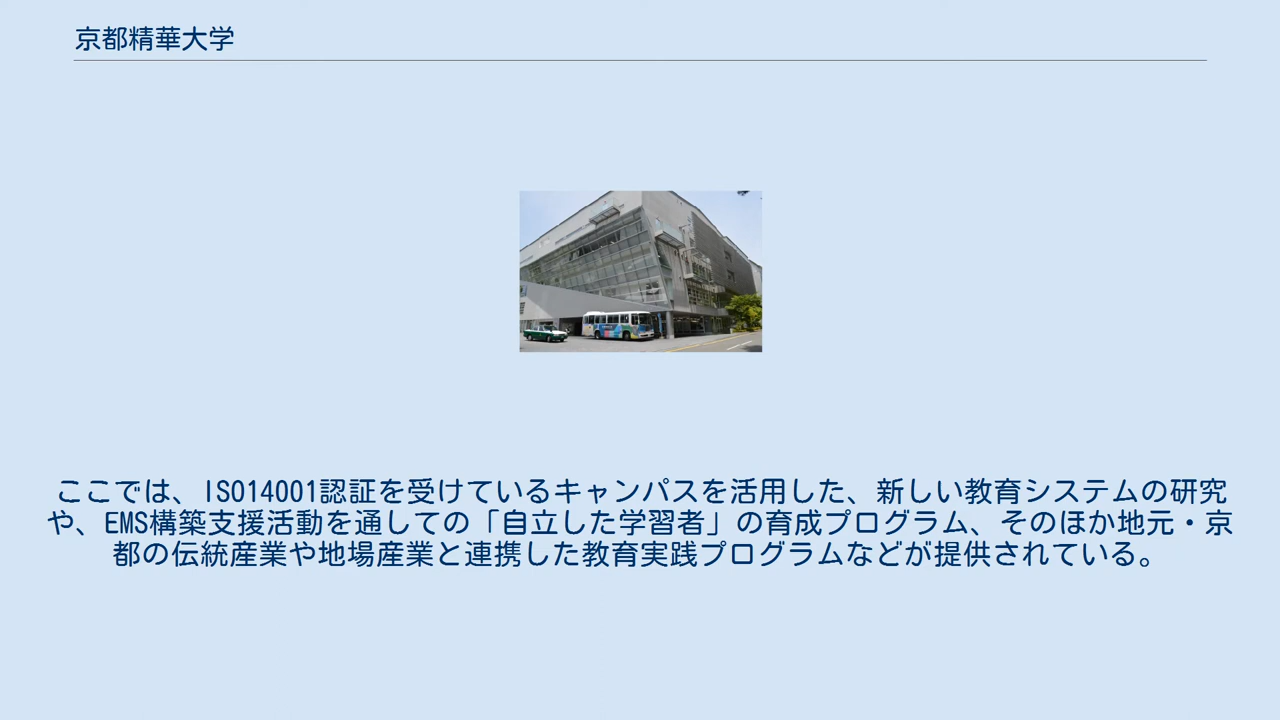 京都精華大学
ここでは、ISO14001認証を受けているキャンパスを活用した、新しい教育システムの研究
や、EMS構築支援活動を通しての「自立した学習者」の育成プログラム、そのほか地元・京
都の伝統産業や地場産業と連携した教育実践プログラムなどが提供されている。